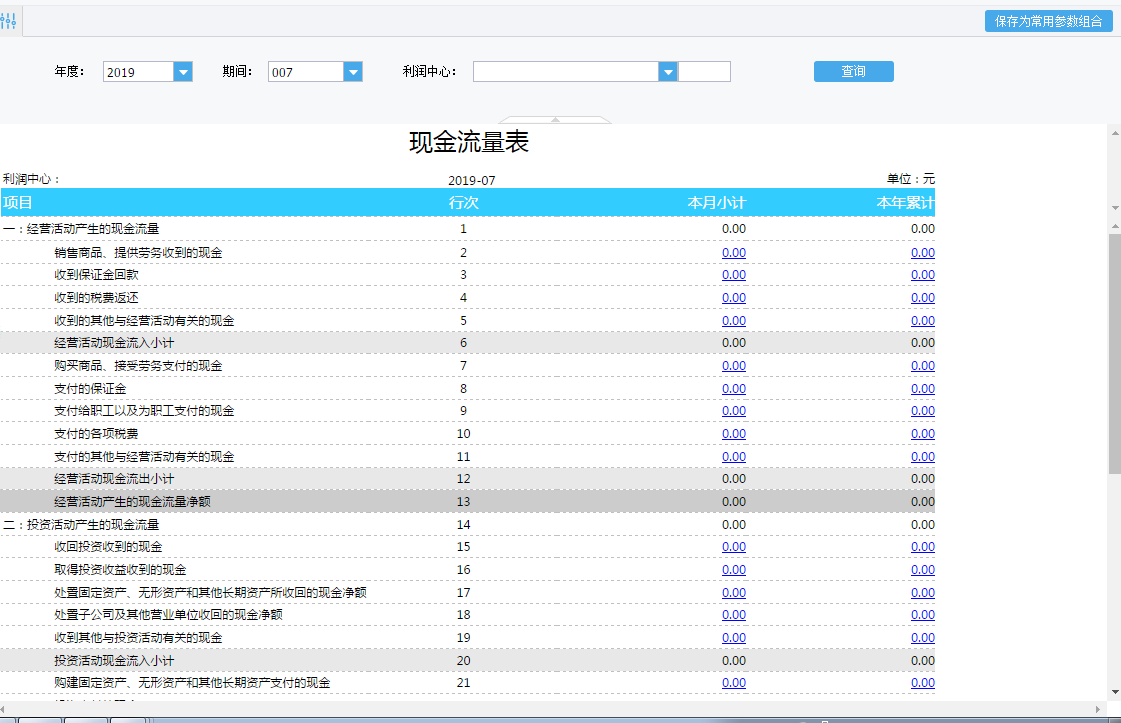 保存为常用参数组合
年度： 2019 期间： 007 利润中心： 查询
现金流量表
利润中心： 2019-07 单位：元
项目 行次 本月小计 本年累计
一：经营活动产生的现金流量 1 0.00 0.00
销售商品、提供劳务收到的现金 2 0.00 0.00
收到保证金回款 3 0.00 0.00
收到的税费返还 4 0.00 0.00
收到的其他与经营活动有关的现金 5 0.00 0.00
经营活动现金流入小计 6 0.00 0.00
购买商品、接受劳务支付的现金 7 0.00 0.00
支付的保证金 8 0.00 0.00
支付给职工以及为职工支付的现金 9 0.00 0.00
支付的各项税费 10 0.00 0.00
支付的其他与经营活动有关的现金 11 0.00 0.00
经营活动现金流出小计 12 0.00 0.00
经营活动产生的现金流量净额 13 0.00 0.00
二：投资活动产生的现金流量 14 0.00 0.00
收回投资收到的现金 15 0.00 0.00
取得投资收益收到的现金 16 0.00 0.00
处置固定资产、无形资产和其他长期资产所收回的现金净额 17 0.00 0.00
处置子公司及其他营业单位收回的现金净额 18 0.00 0.00
收到其他与投资活动有关的现金 19 0.00 0.00
投资活动现金流入小计 20 0.00 0.00
购建固定资产、无形资产和其他长期资产支付的现金 21 0.00 0.00